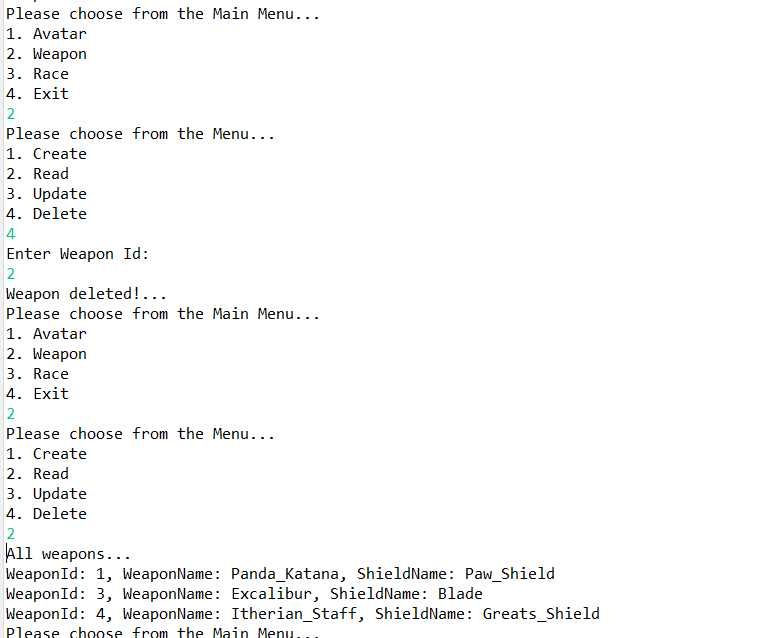 Please choose from the Main Menu...
1. Avatar
2. Weapon
3. Race
4. Exit
2
Please choose from the Menu...
1. Create
2. Read
3. Update
4. Delete
4
Enter Weapon Id:
2
Weapon deleted!...
Please choose from the Main Menu...
1. Avatar
2. Weapon
3. Race
4. Exit
2
Please choose from the Menu...
1. Create
2. Read
3. Update
4. Delete
2
All weapons...
WeaponId: 1, WeaponName: Panda_Katana, ShieldName: Paw_Shield
WeaponId: 3, WeaponName: Excalibur, ShieldName: Blade
WeaponId: 4, WeaponName: Itherian_Staff, ShieldName: Greats_Shield
Please choose from the Main Menu...